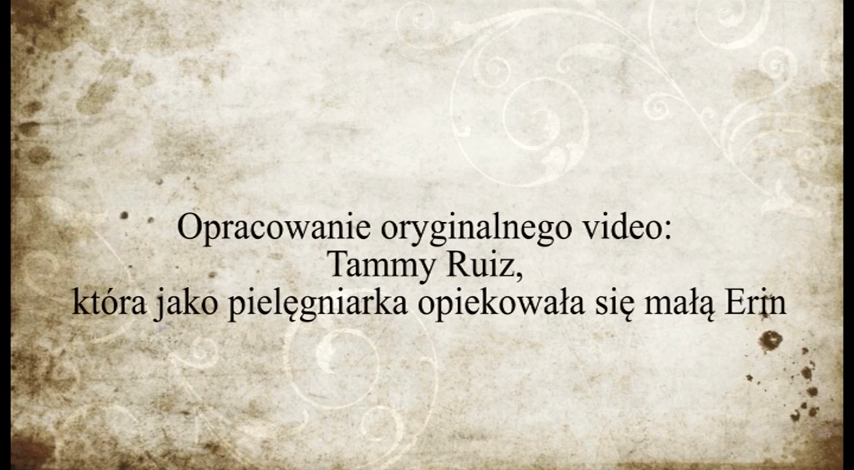 Opracowanie oryginalnego video:
Tammy Ruiz,
która jako pielęgniarka opiekowała się małą Erin